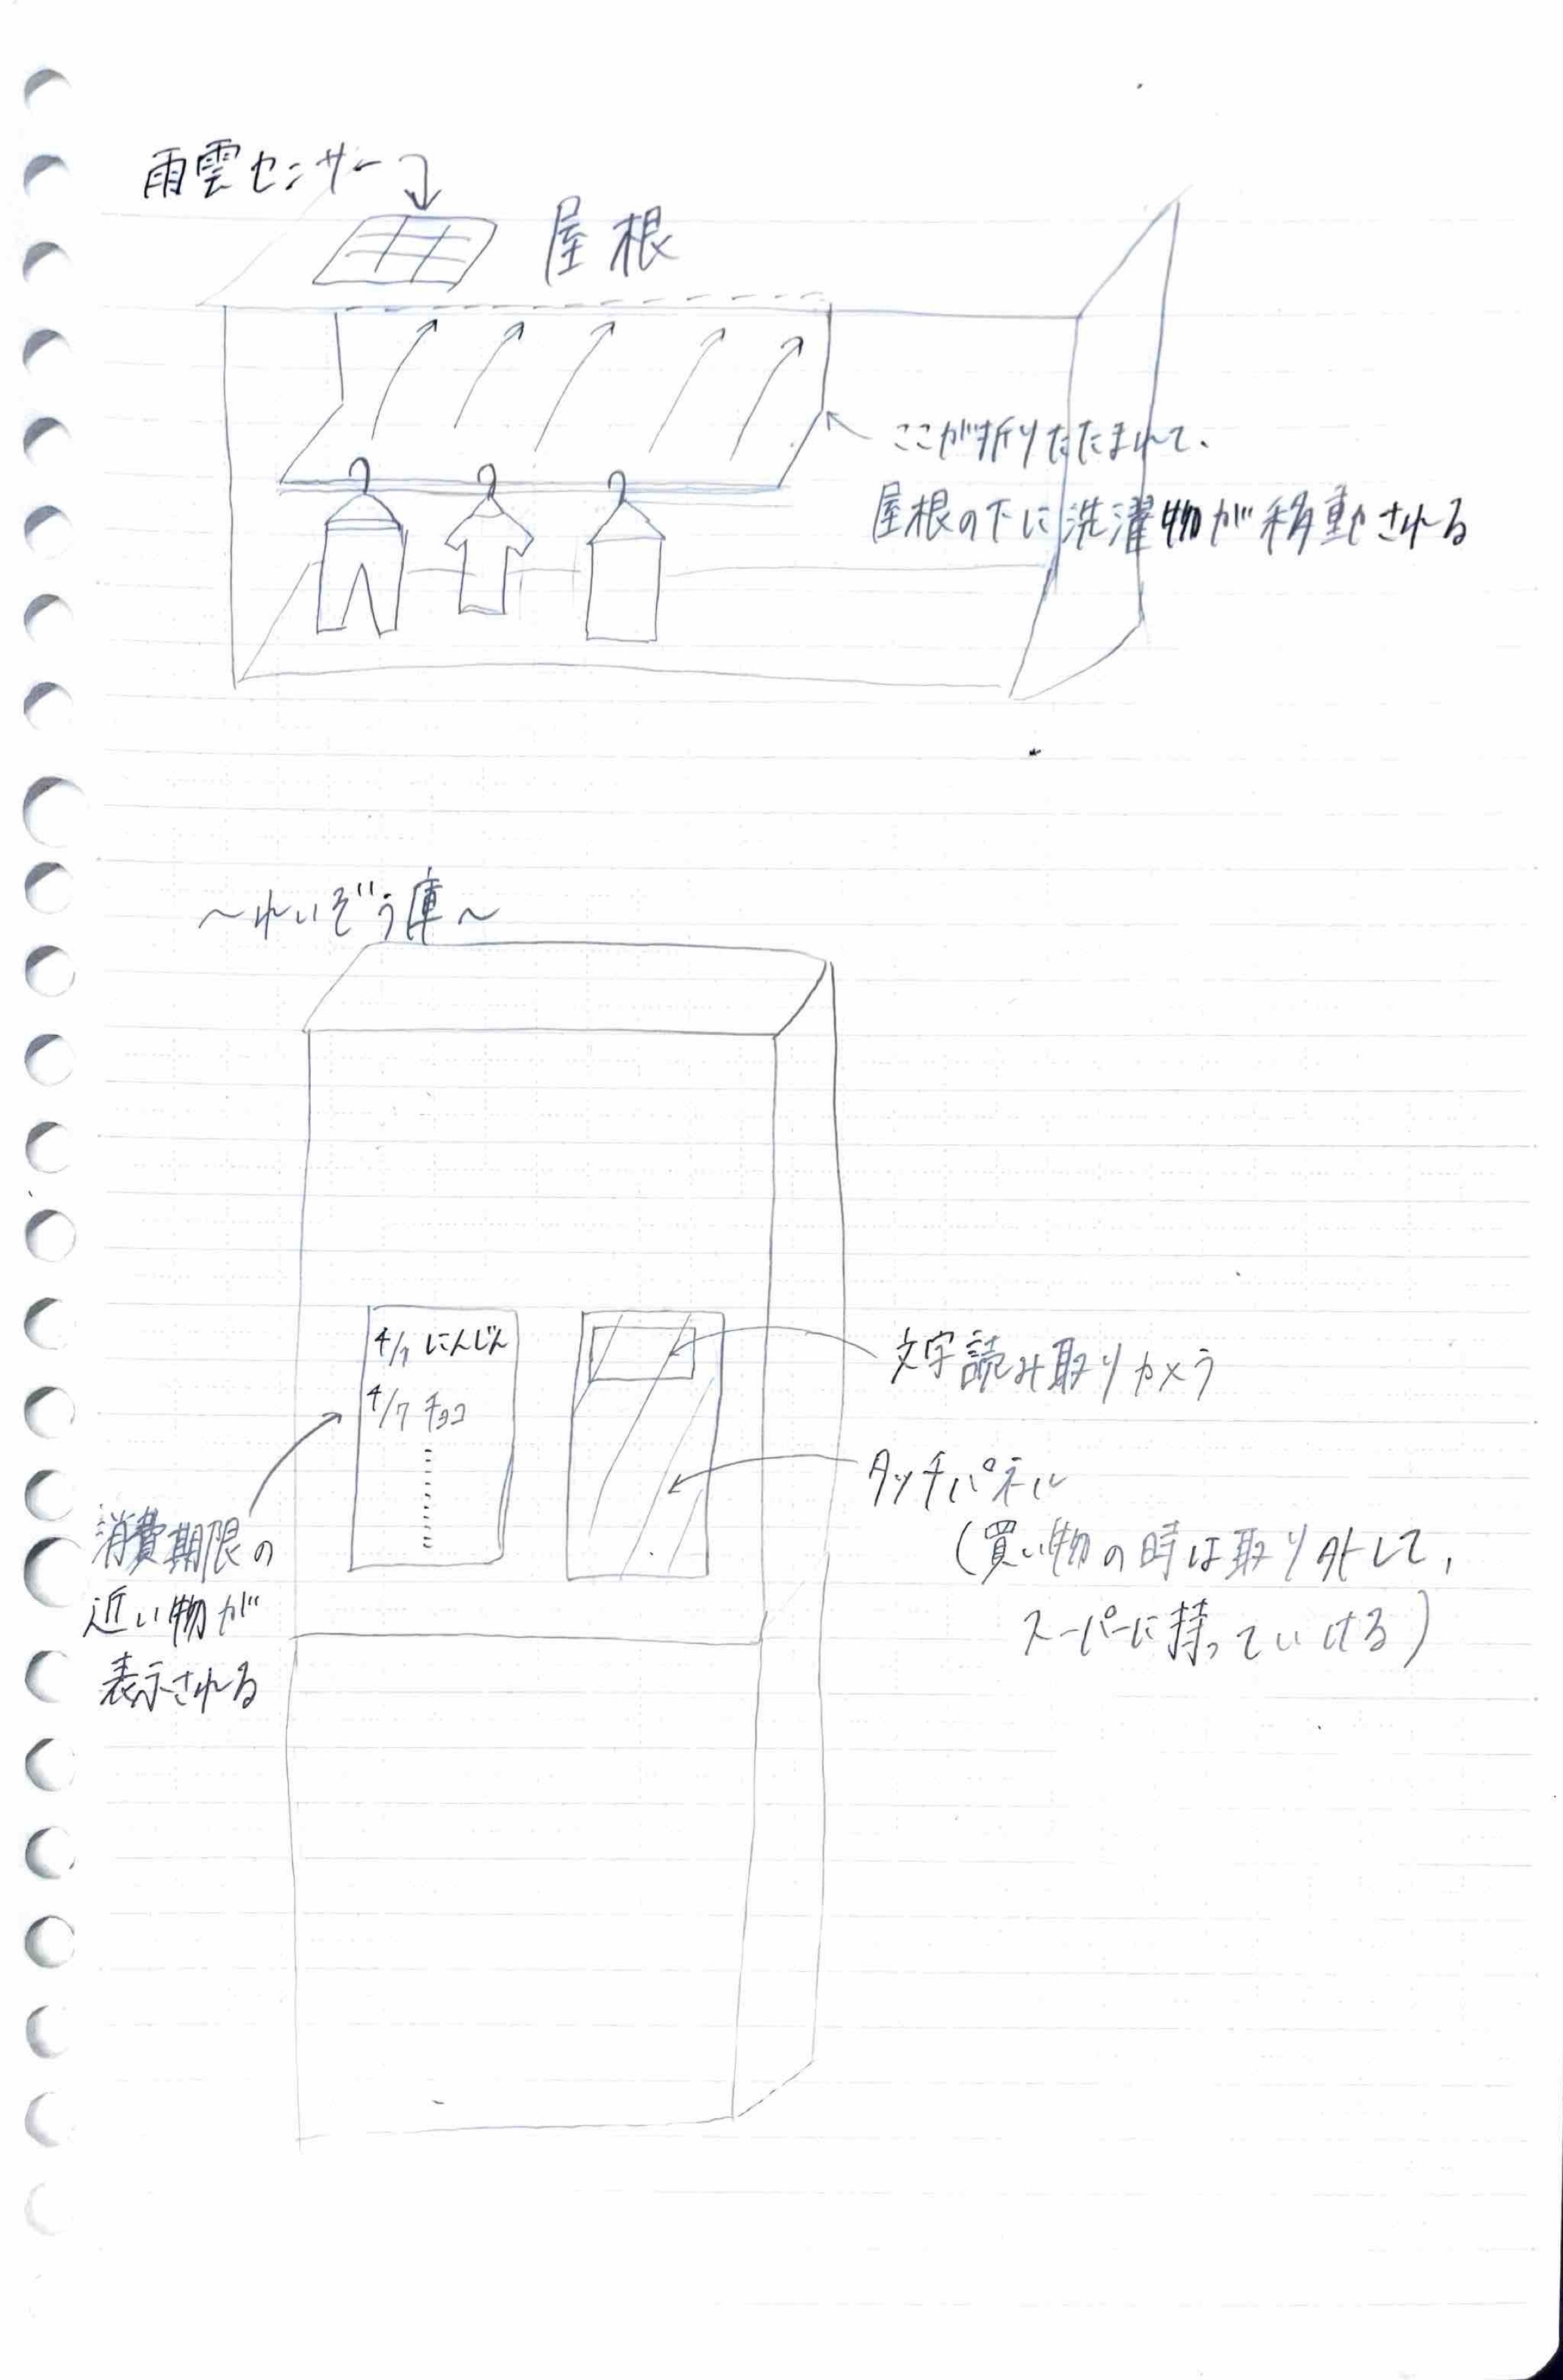 雨雲センサー
屋根
ここが折りたたまれて、
屋根の下に洗濯物が移動される
～れいぞう庫～
4/7 にんじん
4/7 チョコ
文字読み取りカメラ
タッチパネル
(買い物の時は取り外して、
スーパーに持っていける)
消費期限の
近い物が
表示される